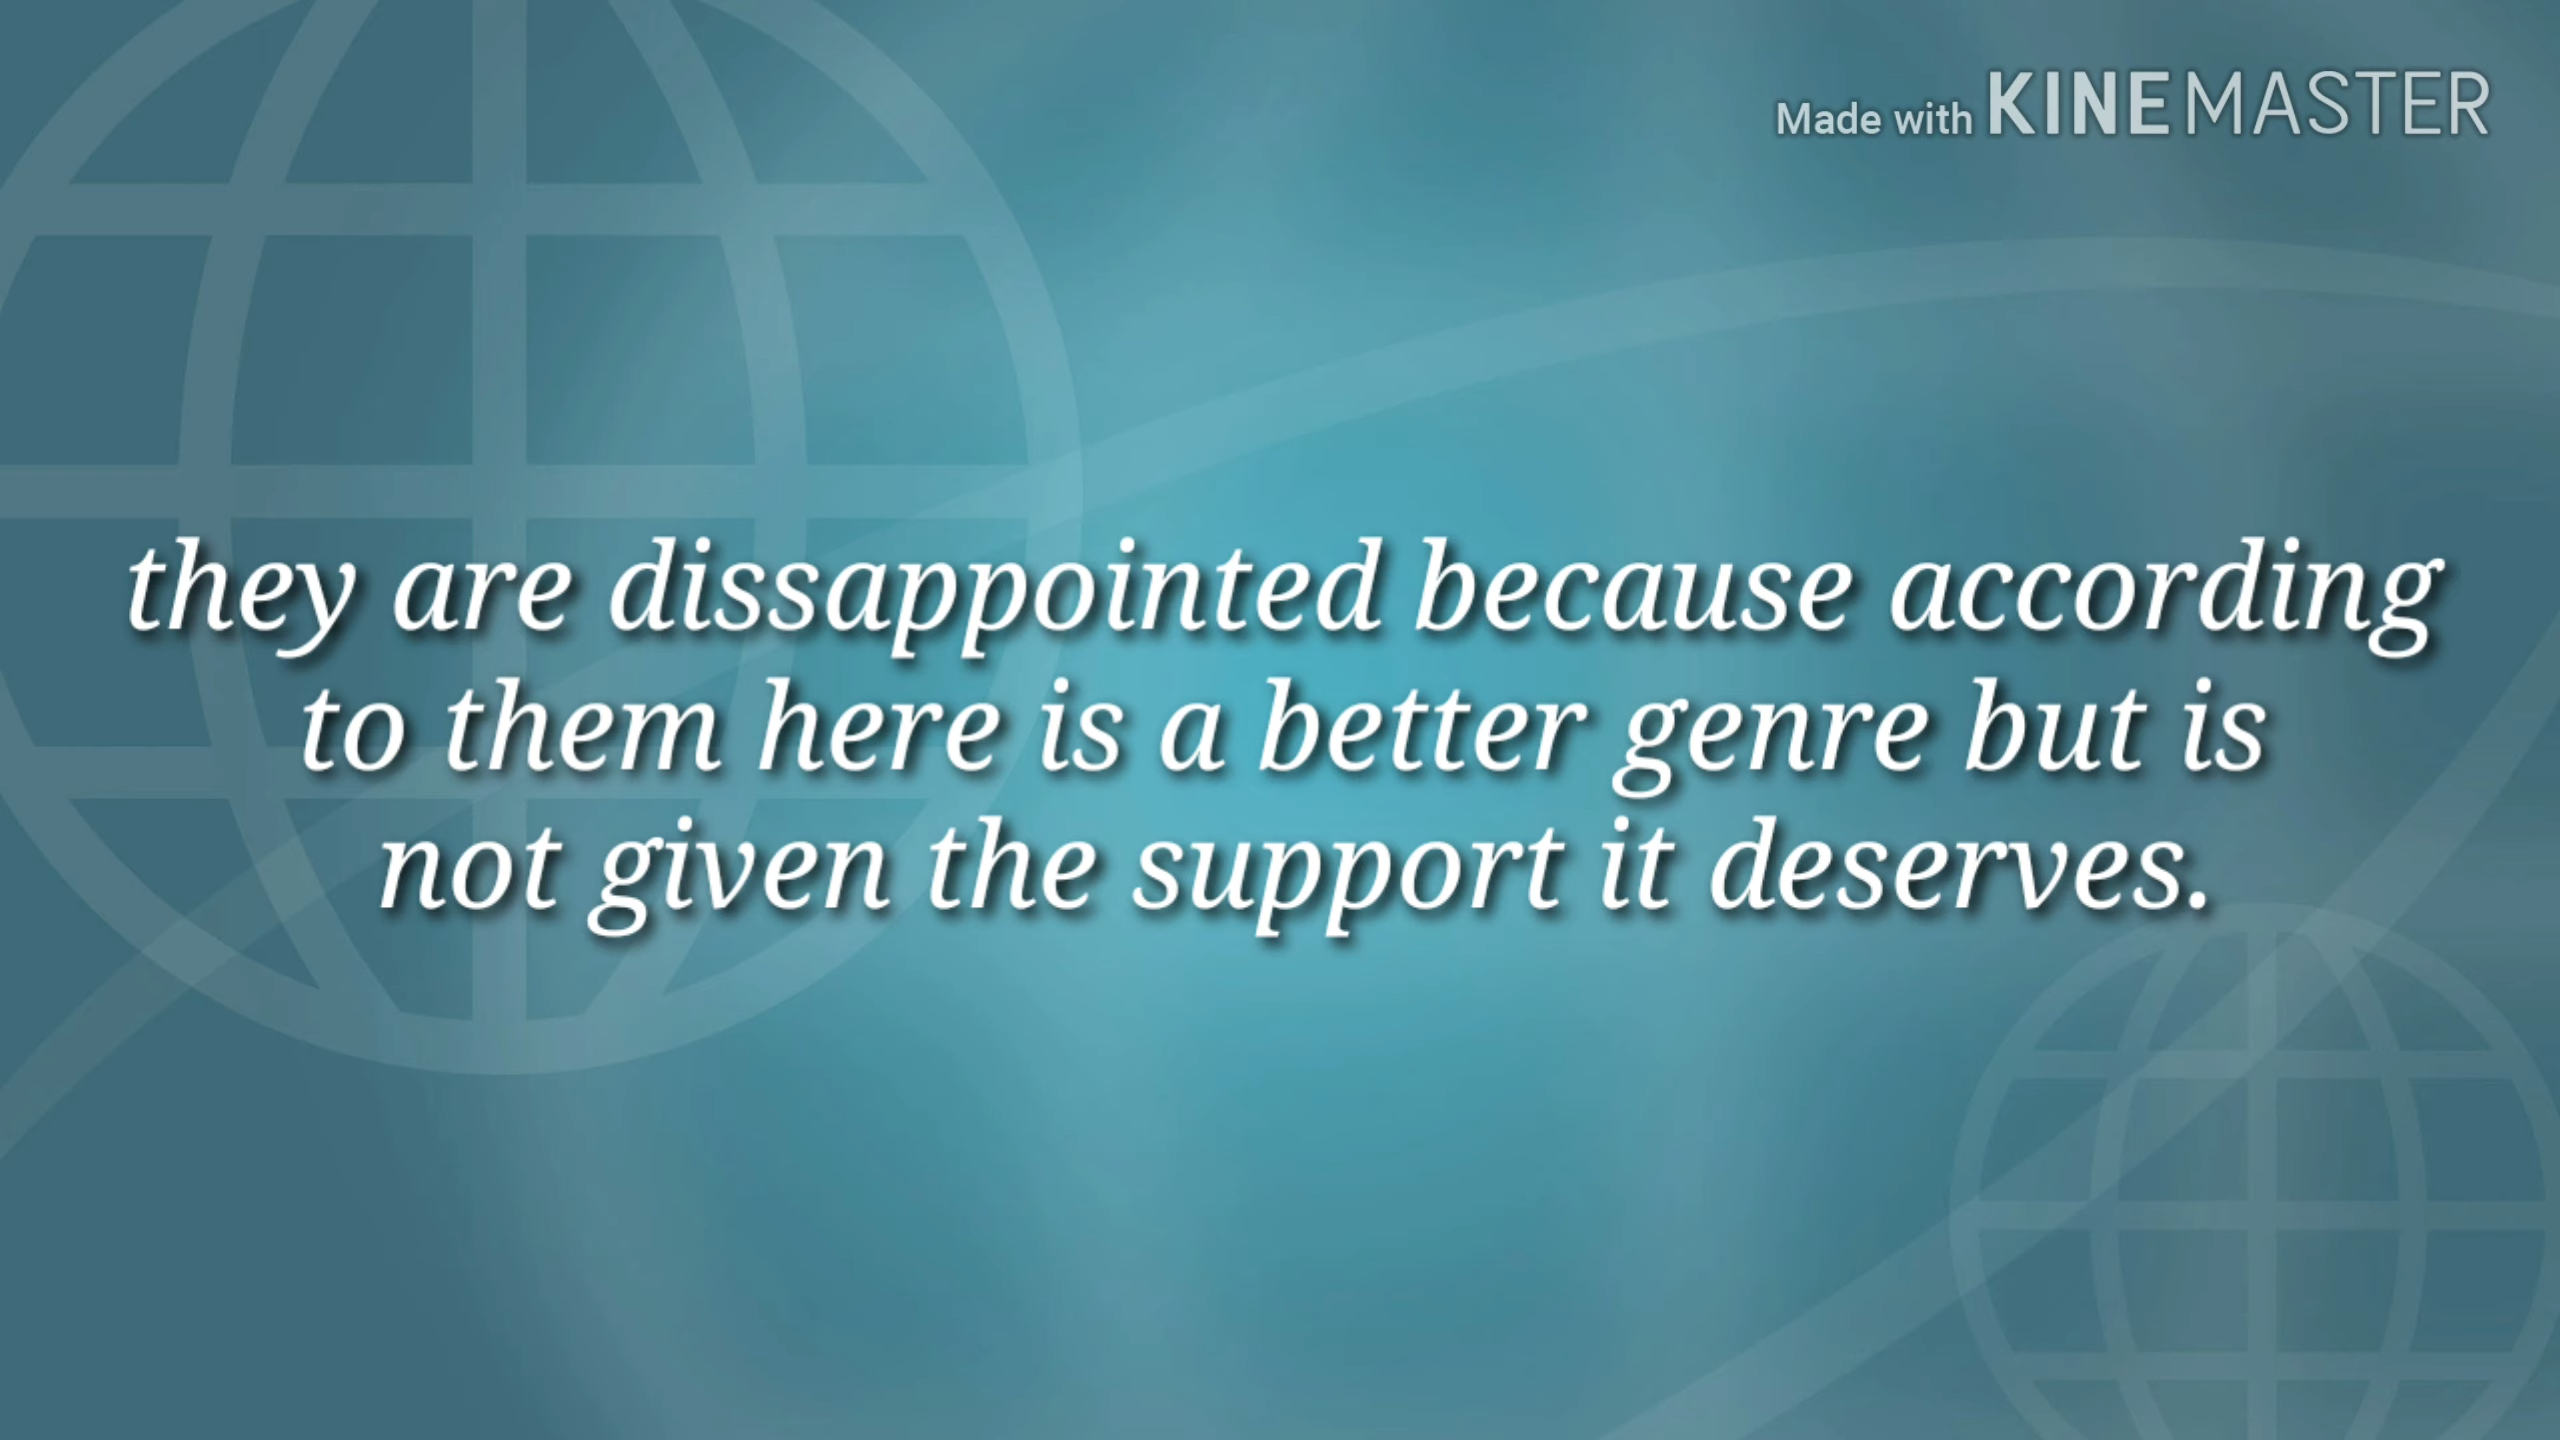 Made with KINEMASTER
they are dissappointed because according
to them here is a better genre but is
not given the support it deserves.